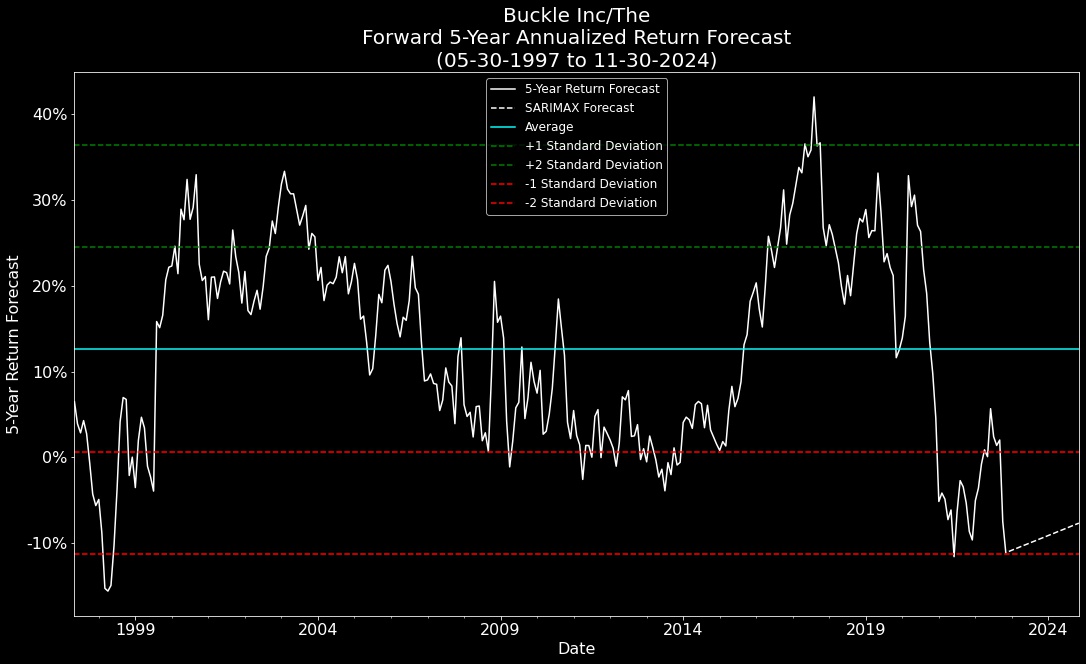 Buckle Inc/The
Forward 5-Year Annualized Return Forecast
(05-30-1997 to 11-30-2024)
5-Year Return Forecast
SARIMAX Forecast
Average
+1 Standard Deviation
+2 Standard Deviation
-1 Standard Deviation
-2 Standard Deviation
5-Year Return Forecast
40%
30%
20%
10%
0%
-10%
1999
2004
2009
2014
2019
2024
Date